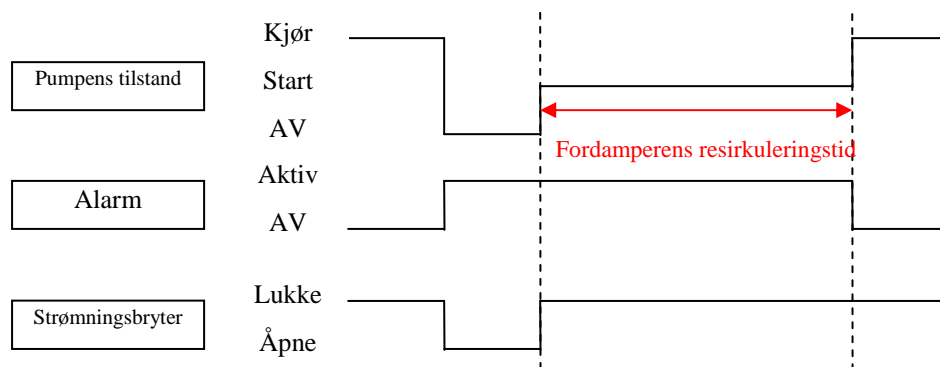 Kjør
Pumpens tilstand
Start
AV
Fordamperens resirkuleringstid
Aktiv
Alarm
AV
Lukke
Strømningsbryter
Åpne